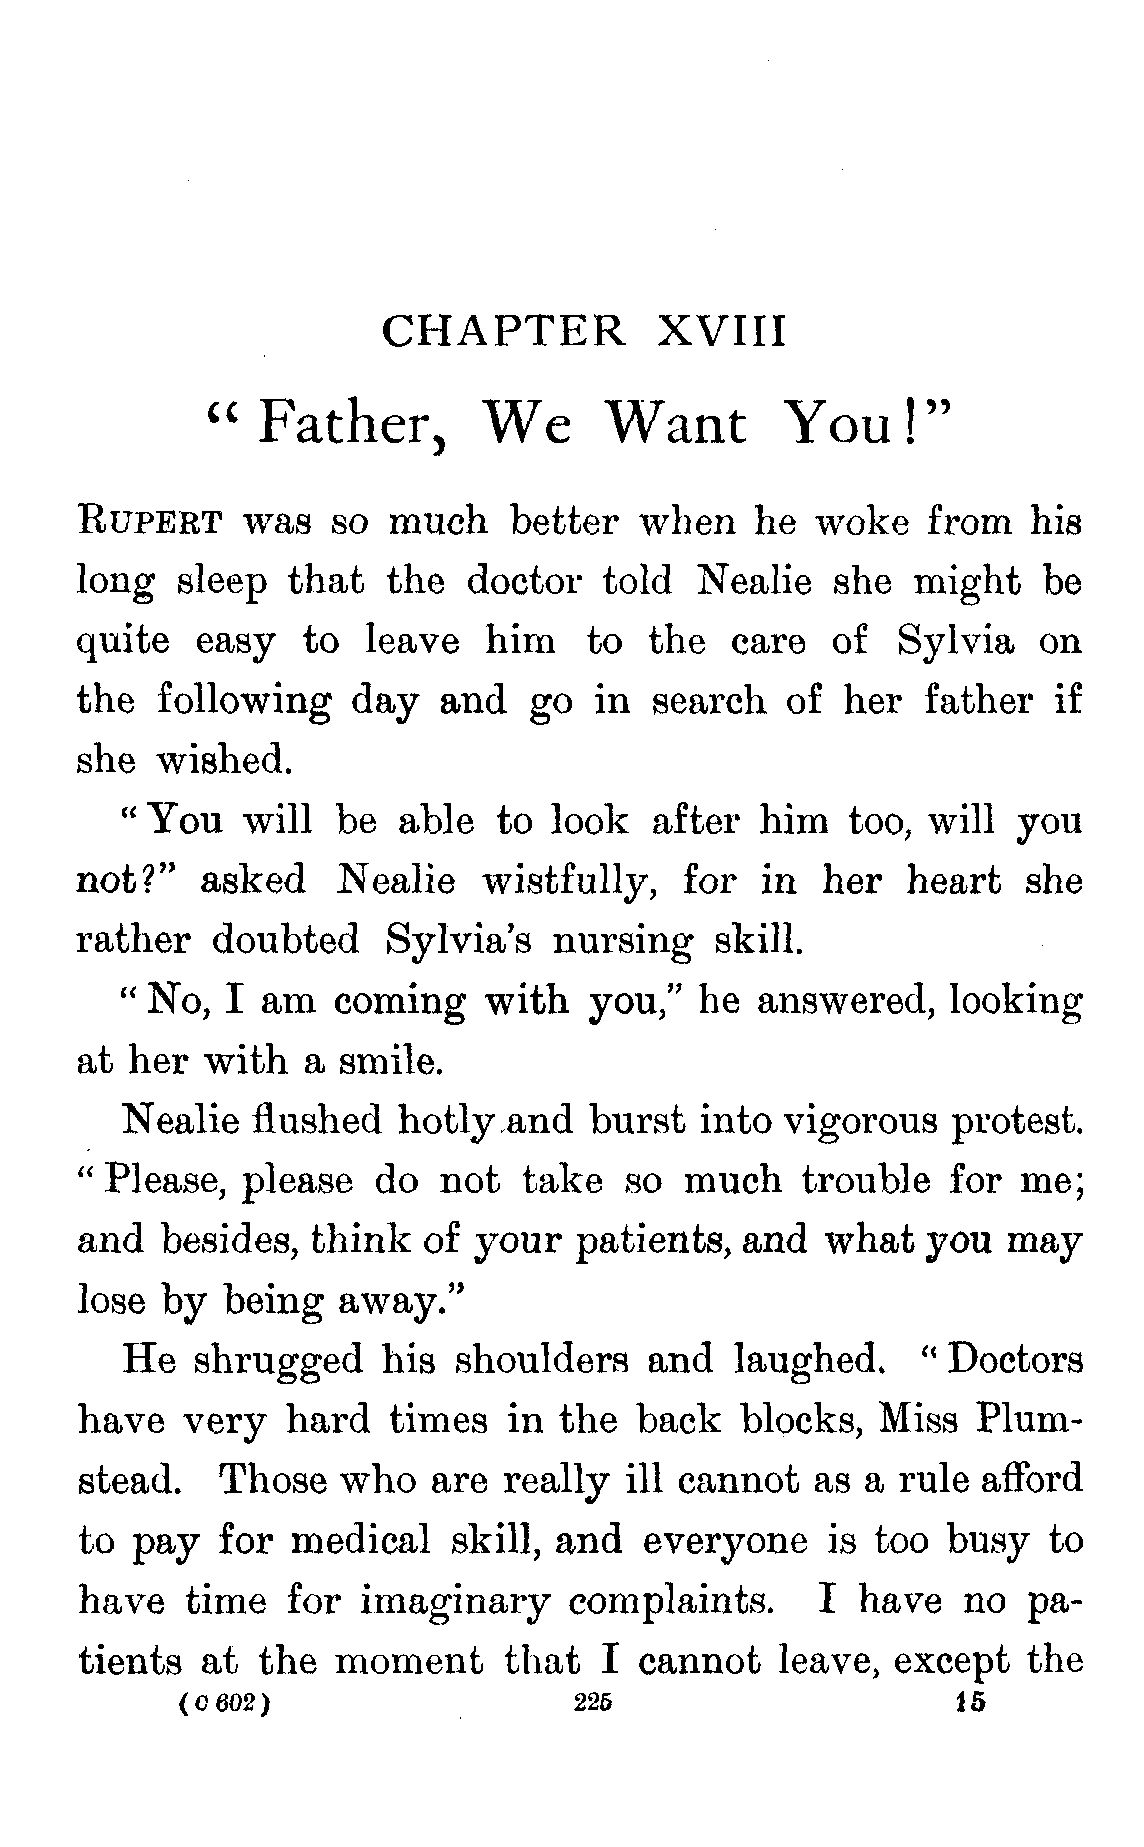 CHAPTER XVIII
“ Father, We Want You !”
RUPERT was so much better when he woke from his
long sleep that the doctor told Nealie she might be
quite easy to leave him to the care of Sylvia on
the following day and go in search of her father if
she wished.
“ You will be able to look after him too, will you
not?” asked Nealie wistfully, for in her heart she
rather doubted Sylvia’s nursing skill.
“ No, I am coming with you,” he answered, looking
at her with a smile.
Nealie flushed hotly and burst into vigorous protest.
“ Please, please do not take so much trouble for me;
and besides, think of your patients, and what you may
lose by being away.”
He shrugged his shoulders and laughed. “ Doctors
have very hard times in the back blocks, Miss Plum-
stead. Those who are really ill cannot as a rule afford
to pay for medical skill, and everyone is too busy to
have time for imaginary complaints. I have no pa-
tients at the moment that I cannot leave, except the
(C 602) 225 15